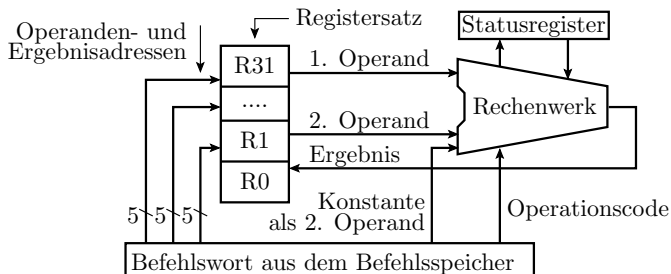 Operanden- und
Ergebnisadressen
Registersatz
Statusregister
R31
....
R1
R0
1. Operand
2. Operand
Ergebnis
Rechenwerk
5
5
5
Konstante
als 2. Operand
Operationscode
Befehlswort aus dem Befehlsspeicher